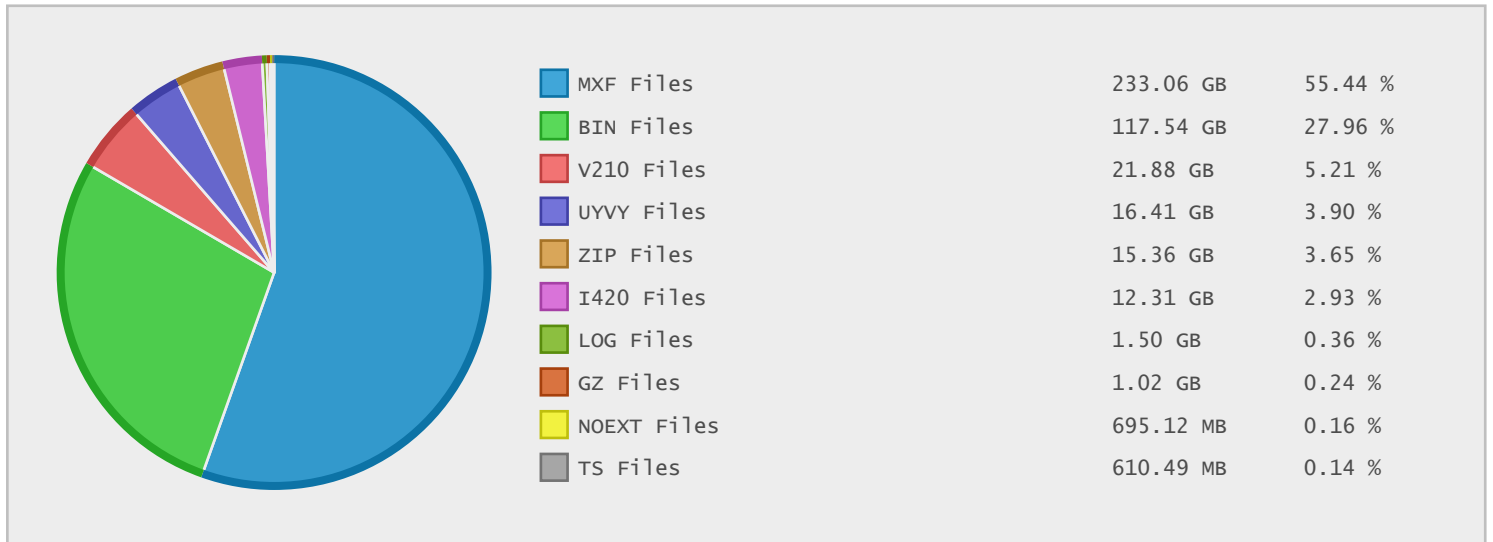 MXF Files 233.06 GB 55.44 %
BIN Files 117.54 GB 27.96 %
V210 Files 21.88 GB 5.21 %
UYVY Files 16.41 GB 3.90 %
ZIP Files 15.36 GB 3.65 %
I420 Files 12.31 GB 2.93 %
LOG Files 1.50 GB 0.36 %
GZ Files 1.02 GB 0.24 %
NOEXT Files 695.12 MB 0.16 %
TS Files 610.49 MB 0.14 %